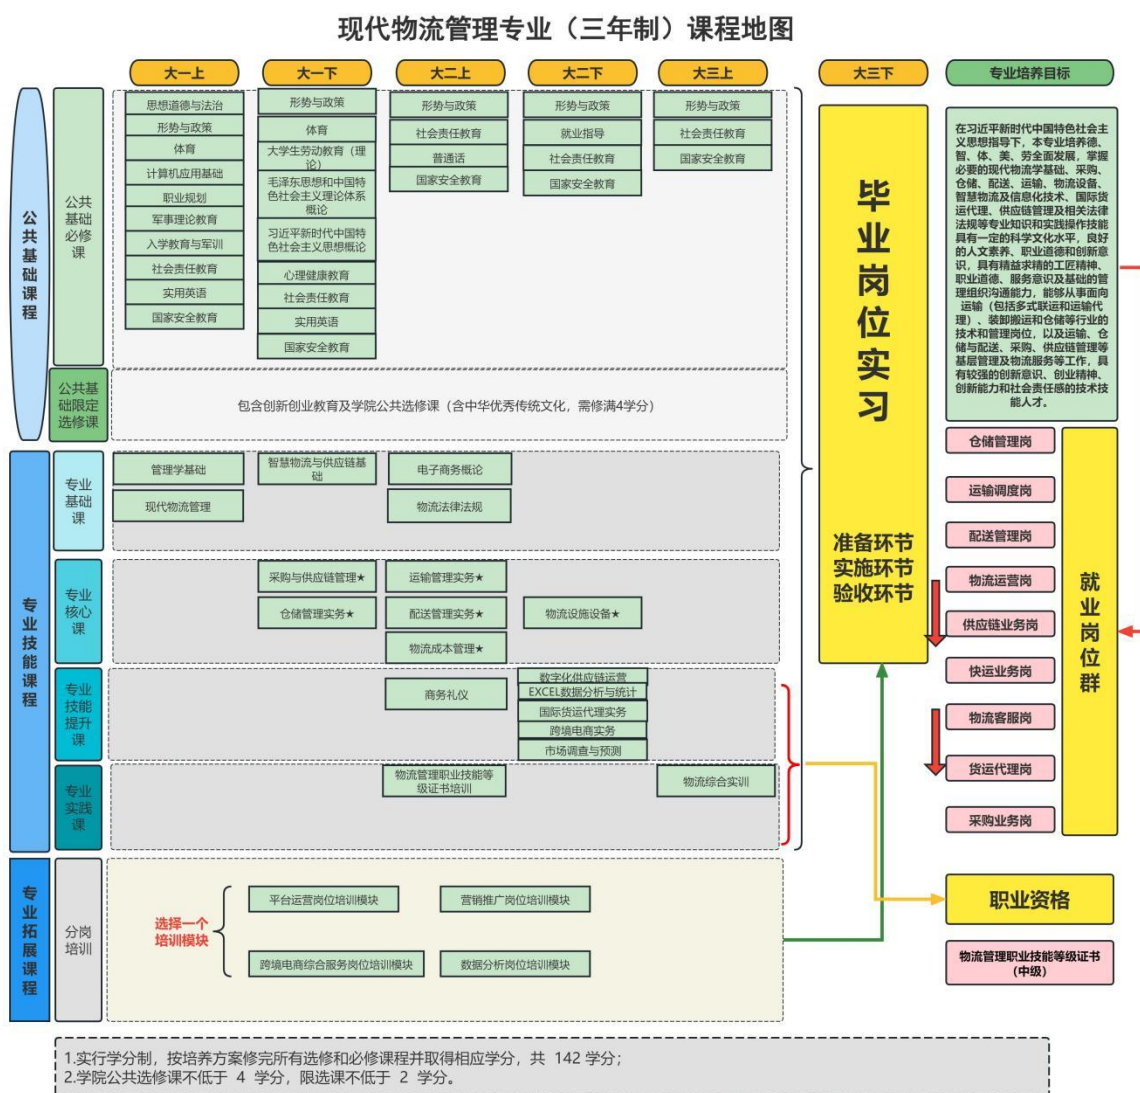 现代物流管理专业（三年制）课程地图
大一上
大一下
大二上
大二下
大三上
大三下
专业培养目标
公共基础课程
公共
基础
必修
课
思想道德与法治
形势与政策
体育
计算机应用基础
职业规划
军事理论教育
入学教育与军训
社会责任教育
实用英语
国家安全教育
形势与政策
体育
大学生劳动教育（理
论）
毛泽东思想和中国特
色社会主义理论体系
概论
习近平新时代中国特
色社会主义思想概论
心理健康教育
社会责任教育
实用英语
国家安全教育
形势与政策
社会责任教育
普通话
国家安全教育
形势与政策
就业指导
社会责任教育
国家安全教育
形势与政策
社会责任教育
国家安全教育
公共基
础限定
选修课
包含创新创业教育及学院公共选修课（含中华优秀传统文化，需修满4学分）
专业技能课程
专业
基础
课
管理学基础
现代物流管理
智慧物流与供应链基
础
电子商务概论
物流法律法规
专业
核心
课
采购与供应链管理★
仓储管理实务★
运输管理实务★
配送管理实务★
物流成本管理★
物流设施设备★
专业
技能
提升
课
商务礼仪
数字化供应链运营
EXCEL数据分析与统计
国际货运代理实务
跨境电商实务
市场调查与预测
专业
实践
课
物流管理职业技能等
级证书培训
物流综合实训
专业拓展课程
分岗
培训
选择一个
培训模块
平台运营岗位培训模块
营销推广岗位培训模块
跨境电商综合服务岗位培训模块
数据分析岗位培训模块
毕业岗位实习
准备环节
实施环节
验收环节
在习近平新时代中国特色社会主
义思想指导下，本专业培养德、
智、体、美、劳全面发展，掌握
必要的现代物流学基础、采购、
仓储、配送、运输、物流设备、
智慧物流及信息化技术、国际货
运代理、供应链管理及相关法律
法规等专业知识和实践操作技能
具有一定的科学文化水平，良好
的人文素养、职业道德和创新意
识，具有精益求精的工匠精神、
职业道德、服务意识及基础的管
理组织沟通能力，能够从事面向
运输（包括多式联运和运输代
理）、装卸搬运和仓储等行业的
技术和管理岗位，以及运输、仓
储与配送、采购、供应链管理等
基层管理及物流服务等工作，具
有较强的创新意识、创业精神、
创新能力和社会责任感的技术技
能人才。
仓储管理岗
运输调度岗
配送管理岗
物流运营岗
供应链业务岗
快运业务岗
物流客服岗
货运代理岗
采购业务岗
就业岗位群
职业资格
物流管理职业技能等级证书
（中级）
1.实行学分制，按培养方案修完所有选修和必修课程并取得相应学分，共 142 学分；
2.学院公共选修课不低于 4 学分，限选课不低于 2 学分。